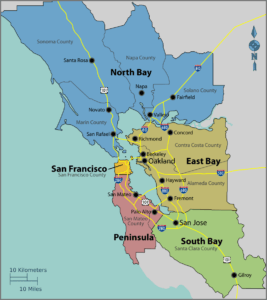 Sonoma County
Napa County
Santa Rosa
Solano County
North Bay
Napa
Fairfield
Novato
Vallejo
Marin County
San Rafael
Richmond
Concord
Contra Costa County
Berkeley
Oakland
East Bay
San Francisco
San Francisco County
Alameda County
Hayward
San Mateo
Fremont
Palo Alto
San Mateo
County
San Jose
Peninsula
South Bay
Santa Clara County
Gilroy
10 Kilometers
10 Miles